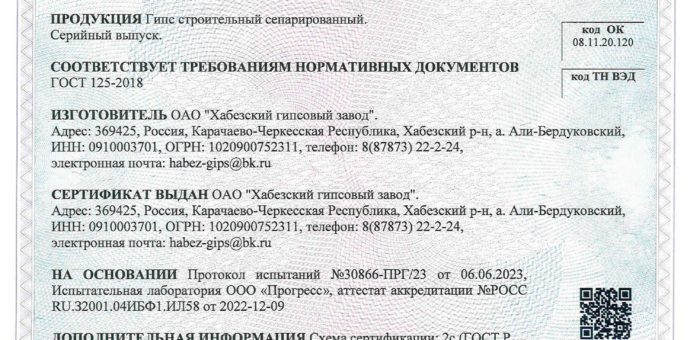 ПРОДУКЦИЯ Гипс строительный сепарированный.
Серийный выпуск.
код ОК
08.11.20.120
СООТВЕТСТВУЕТ ТРЕБОВАНИЯМ НОРМАТИВНЫХ ДОКУМЕНТОВ
ГОСТ 125-2018
код ТН ВЭД
ИЗГОТОВИТЕЛЬ ОАО "Хабезский гипсовый завод".
Адрес: 369425, Россия, Карачаево-Черкесская Республика, Хабезский р-н, а. Али-Бердуковский,
ИНН: 0910003701, ОГРН: 1020900752311, телефон: 8(87873) 22-2-24,
электронная почта: habez-gips@bk.ru
СЕРТИФИКАТ ВЫДАН ОАО "Хабезский гипсовый завод".
Адрес: 369425, Россия, Карачаево-Черкесская Республика, Хабезский р-н, а. Али-Бердуковский,
ИНН: 0910003701, ОГРН: 1020900752311, телефон: 8(87873) 22-2-24,
электронная почта: habez-gips@bk.ru
НА ОСНОВАНИИ Протокол испытаний №30866-ПРГ/23 от 06.06.2023,
Испытательная лаборатория ООО «Прогресс», аттестат аккредитации №РОСС
RU.32001.04ИБФ1.ИЛ58 от 2022-12-09
ДОПОЛНИТЕЛЬНАЯ ИНФОРМАЦИЯ Схема сертификации: 2с (ГОСТ Р